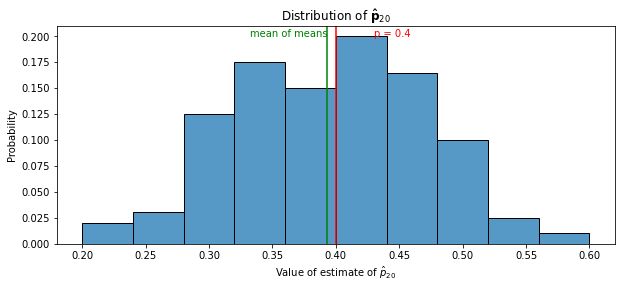 Distribution of p̂₂₀
mean of means
p = 0.4
Probability
0.200
0.175
0.150
0.125
0.100
0.075
0.050
0.025
0.000
0.20 0.25 0.30 0.35 0.40 0.45 0.50 0.55 0.60
Value of estimate of p̂₂₀